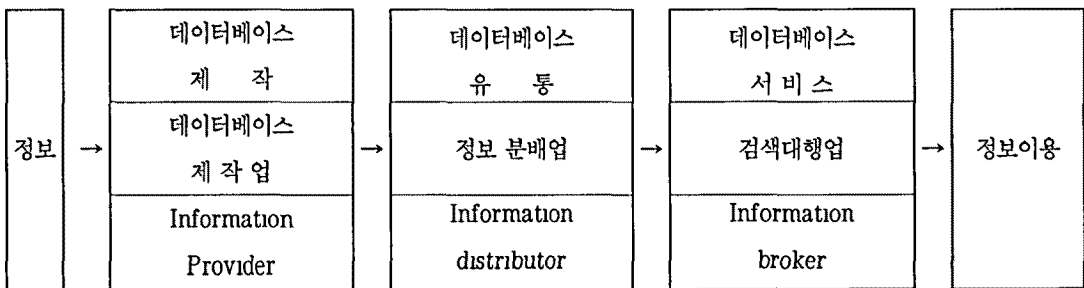 정보
→
데이터베이스
제 작
데이터베이스
제 작 업
Information
Provider
→
데이터베이스
유 통
정보 분배업
Information
distributor
→
데이터베이스
서 비 스
검색대행업
Information
broker
→
정보이용